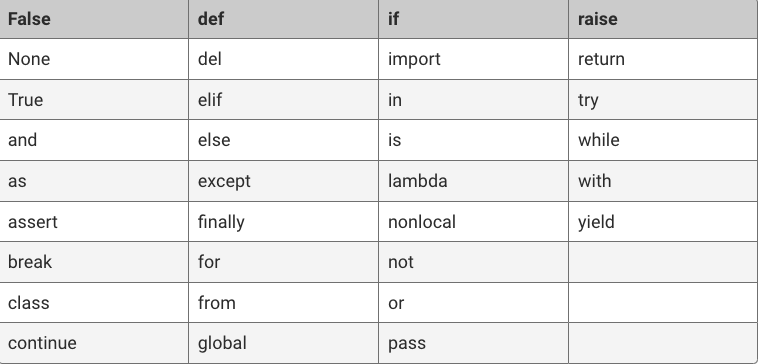 False def if raise
None del import return
True elif in try
and else is while
as except lambda with
assert finally nonlocal yield
break for not
class from or
continue global pass